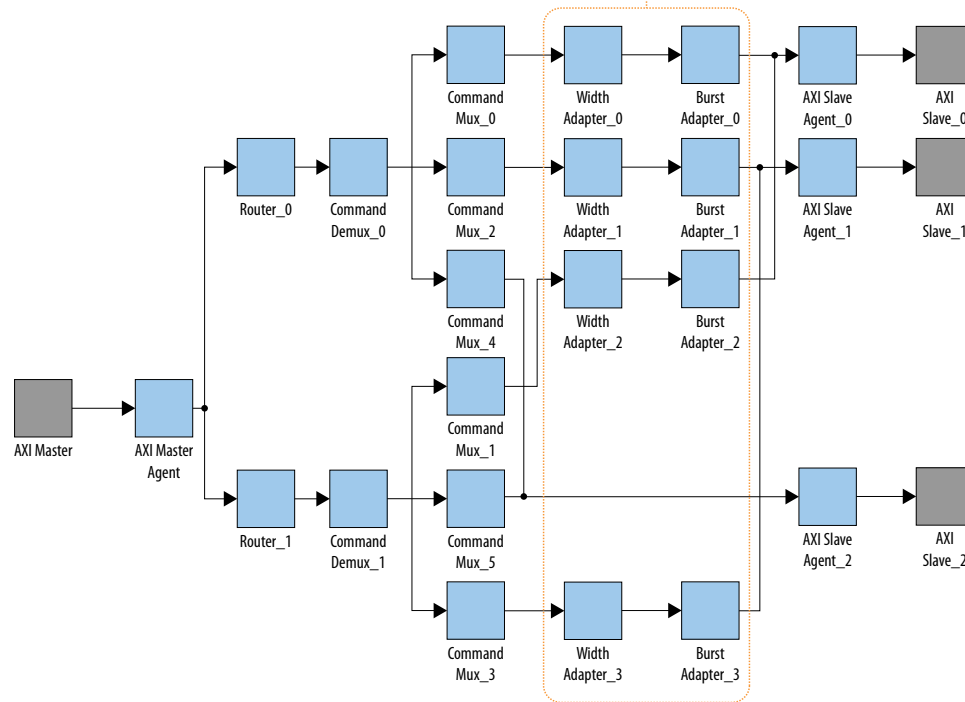 Command
Mux_0
Width
Adapter_0
Burst
Adapter_0
AXI Slave
Agent_0
AXI
Slave_0
Router_0
Command
Demux_0
Command
Mux_2
Width
Adapter_1
Burst
Adapter_1
AXI Slave
Agent_1
AXI
Slave_1
Command
Mux_4
Width
Adapter_2
Burst
Adapter_2
AXI Master
AXI Master
Agent
Command
Mux_1
Router_1
Command
Demux_1
Command
Mux_5
AXI Slave
Agent_2
AXI
Slave_2
Command
Mux_3
Width
Adapter_3
Burst
Adapter_3